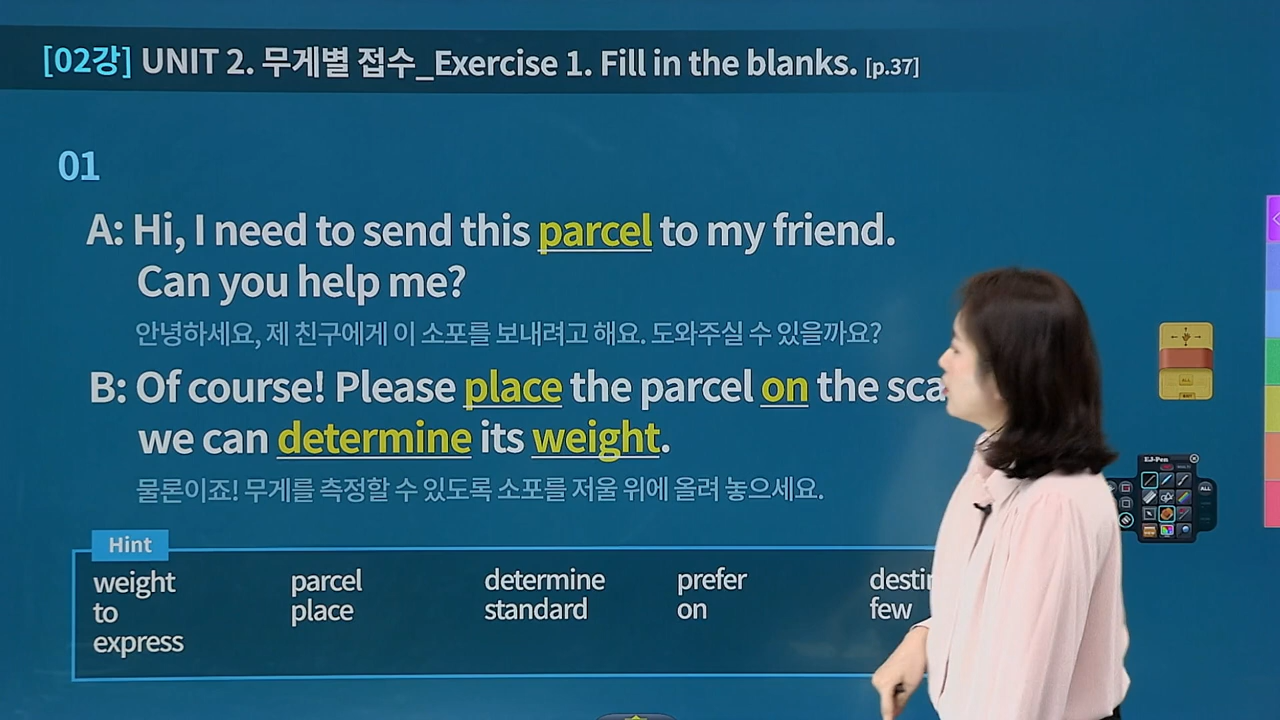 [02강] UNIT 2. 무게별 접수_Exercise 1. Fill in the blanks. [p.37]
01
A: Hi, I need to send this parcel to my friend.
Can you help me?
안녕하세요, 제 친구에게 이 소포를 보내려고 해요. 도와주실 수 있을까요?
B: Of course! Please place the parcel on the
we can determine its weight.
물론이죠! 무게를 측정할 수 있도록 소포를 저울 위에 올려 놓으세요.
Hint
weight parcel determine prefer
to place standard on few
express
EJ-Pen
ALL